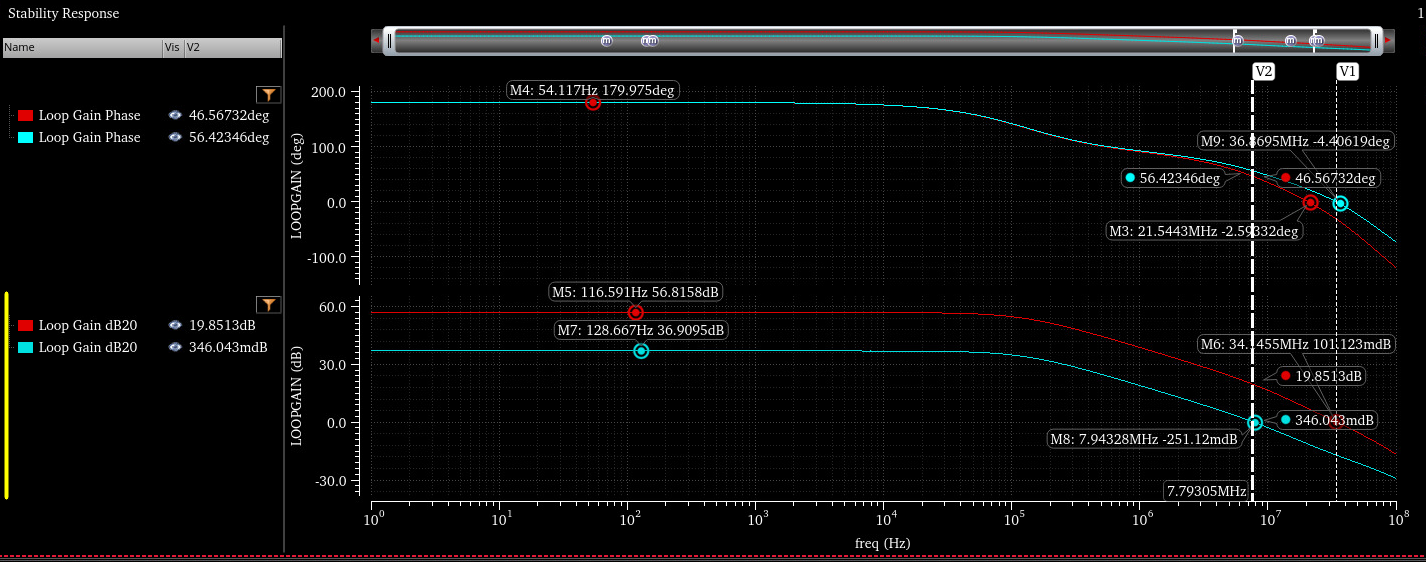 Stability Response
1
Name Vis V2
Loop Gain Phase 46.56732deg
Loop Gain Phase 56.42346deg
Loop Gain dB20 19.8513dB
Loop Gain dB20 346.043mdB
m m m m m m m
V2 V1
LOOPGAIN (deg)
200.0
100.0
0.0
-100.0
M4: 54.117Hz 179.975deg
M9: 36.8695MHz -4.40619deg
56.42346deg
46.56732deg
M3: 21.5443MHz -2.59332deg
LOOPGAIN (dB)
60.0
30.0
0.0
-30.0
M5: 116.591Hz 56.8158dB
M7: 128.667Hz 36.9095dB
M6: 34.1455MHz 101.123mdB
19.8513dB
346.043mdB
M8: 7.94328MHz -251.12mdB
7.79305MHz
10^0 10^1 10^2 10^3 10^4 10^5 10^6 10^7 10^8
freq (Hz)